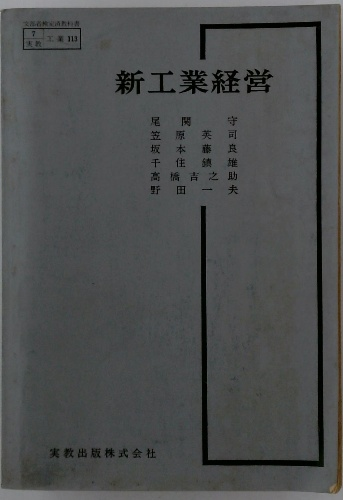 文部省検定済教科書
7
実教
工業 713
新工業経営
尾関守
笠原英司
坂本藤良
千住鎮雄
高橋吉之助
野田一夫
実教出版株式会社